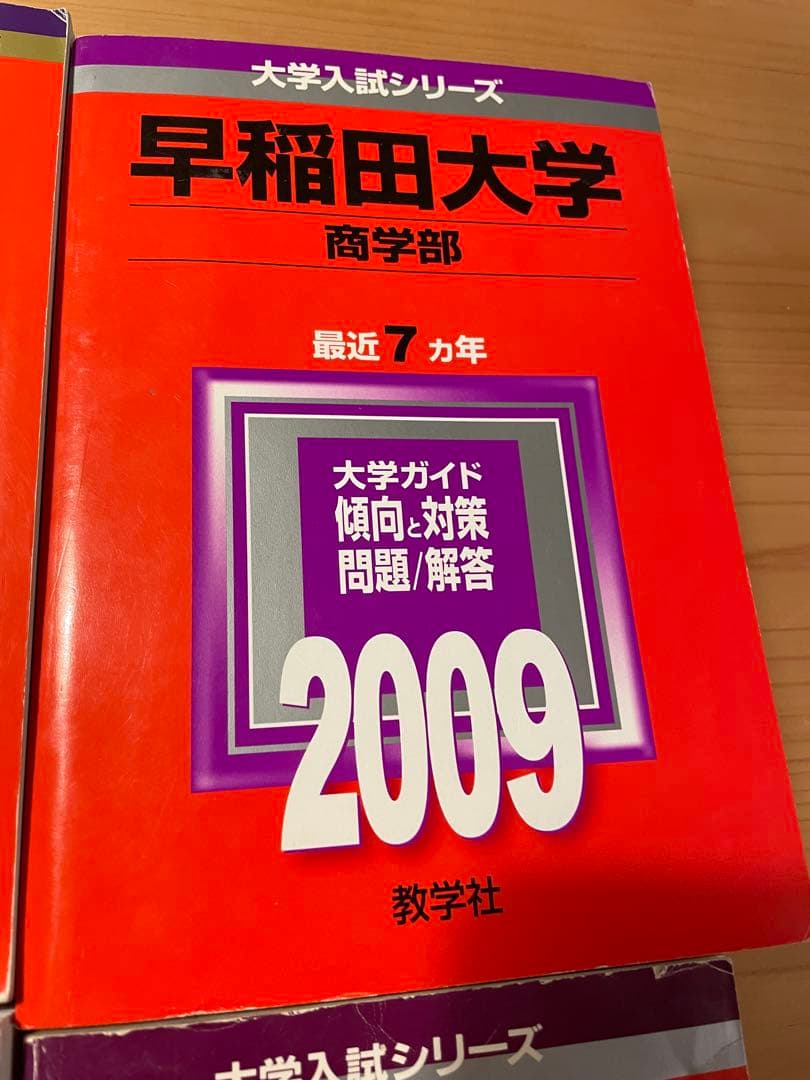 大学入試シリーズ
早稲田大学
商学部
最近7ヵ年
大学ガイド
傾向と対策
問題/解答
2009
教学社
大学入試シリーズ